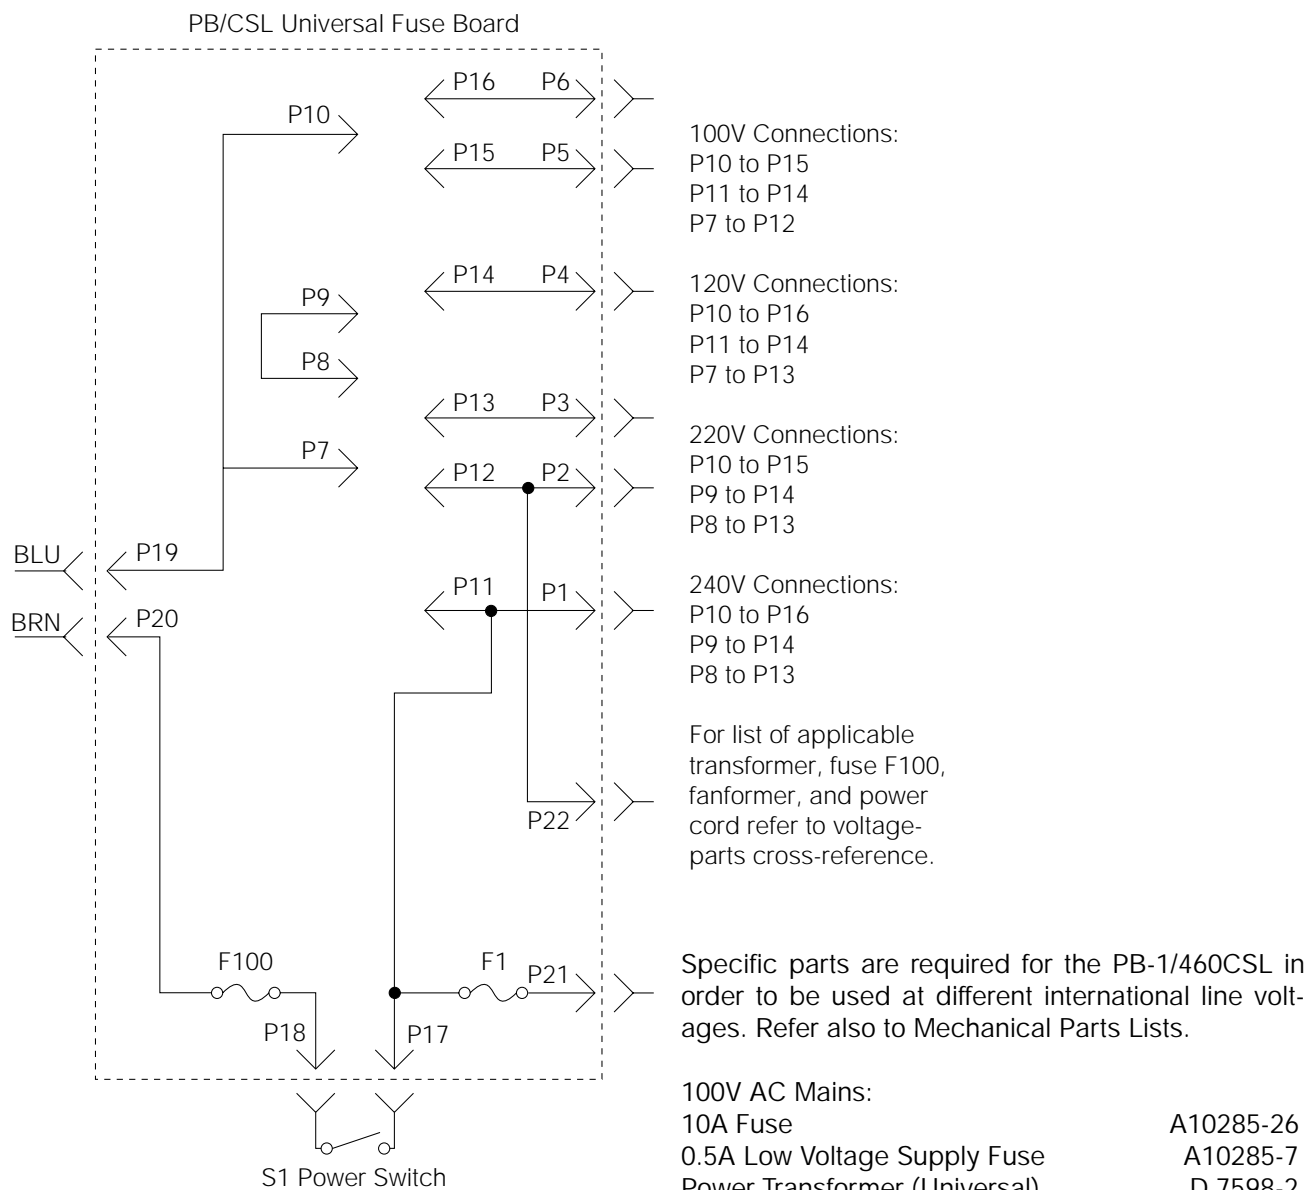 PB/CSL Universal Fuse Board
P16 P6
P10
P15 P5
P14 P4
P9
P8
P13 P3
P7
P12 P2
BLU P19
P11 P1
BRN P20
P22
F100
F1 P21
P18 P17
S1 Power Switch
100V Connections:
P10 to P15
P11 to P14
P7 to P12
120V Connections:
P10 to P16
P11 to P14
P7 to P13
220V Connections:
P10 to P15
P9 to P14
P8 to P13
240V Connections:
P10 to P16
P9 to P14
P8 to P13
For list of applicable
transformer, fuse F100,
fanformer, and power
cord refer to voltage-
parts cross-reference.
Specific parts are required for the PB-1/460CSL in
order to be used at different international line volt-
ages. Refer also to Mechanical Parts Lists.
100V AC Mains:
10A Fuse A10285-26
0.5A Low Voltage Supply Fuse A10285-7
Power Transformer (Universal) D 7598-2